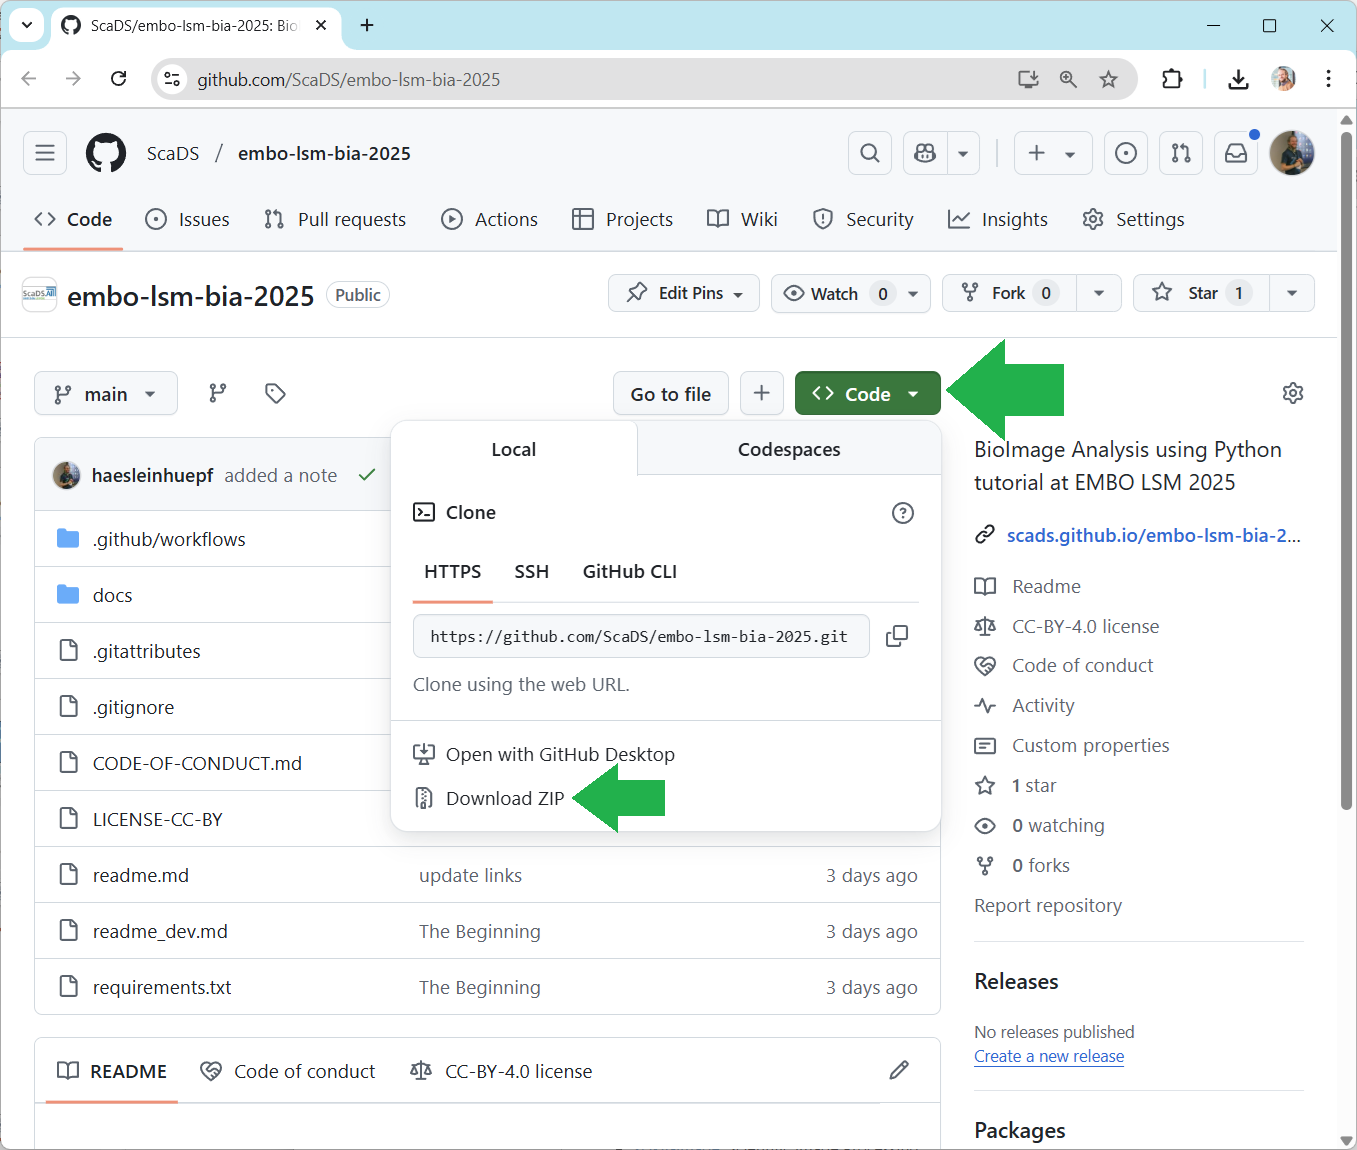 ScaDS/embo-lsm-bia-2025: Bio
github.com/ScaDS/embo-lsm-bia-2025
ScaDS / embo-lsm-bia-2025
Code Issues Pull requests Actions Projects Wiki Security Insights Settings
embo-lsm-bia-2025 Public Edit Pins Watch 0 Fork 0 Star 1
main Go to file Code
haesleinhuepf added a note
.github/workflows
docs
.gitattributes
.gitignore
CODE-OF-CONDUCT.md
LICENSE-CC-BY
readme.md update links 3 days ago
readme_dev.md The Beginning 3 days ago
requirements.txt The Beginning 3 days ago
Local Codespaces
Clone
HTTPS SSH GitHub CLI
https://github.com/ScaDS/embo-lsm-bia-2025.git
Clone using the web URL.
Open with GitHub Desktop
Download ZIP
README Code of conduct CC-BY-4.0 license
BioImage Analysis using Python
tutorial at EMBO LSM 2025
scads.github.io/embo-lsm-bia-2...
Readme
CC-BY-4.0 license
Code of conduct
Activity
Custom properties
1 star
0 watching
0 forks
Report repository
Releases
No releases published
Create a new release
Packages